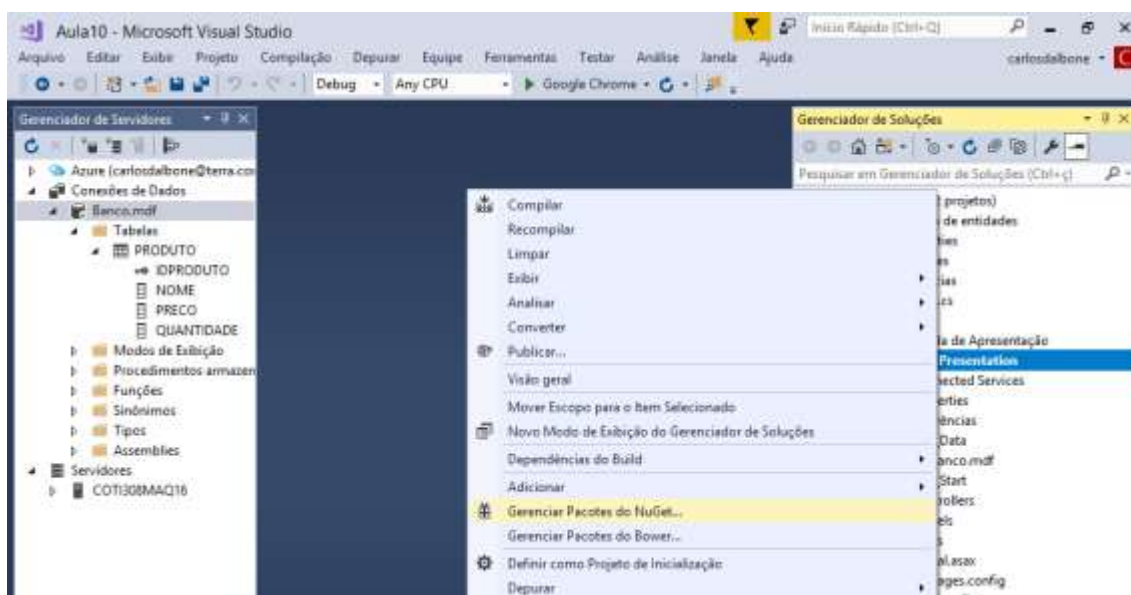 Aula10 - Microsoft Visual Studio
Início Rápido (Ctrl+Q)
Arquivo Editar Exibir Projeto Compilação Depurar Equipe Ferramentas Testar Análise Janela Ajuda
carlosdalbone
Debug Any CPU Google Chrome
Gerenciador de Servidores
Azure (carlosdalbone@terra.co
Conexões de Dados
Banco.mdf
Tabelas
PRODUTO
IDPRODUTO
NOME
PRECO
QUANTIDADE
Modos de Exibição
Procedimentos armazen
Funções
Sinônimos
Tipos
Assemblies
Servidores
COTI308MAQ16
Compilar
Recompilar
Limpar
Exibir
Analisar
Converter
Publicar...
Visão geral
Mover Escopo para o Item Selecionado
Novo Modo de Exibição do Gerenciador de Soluções
Dependências do Build
Adicionar
Gerenciar Pacotes do NuGet...
Gerenciar Pacotes do Bower...
Definir como Projeto de Inicialização
Depurar
Gerenciador de Soluções
Pesquisar em Gerenciador de Soluções (Ctrl+ç)
projetos)
de entidades
ties
es
cias
.cs
a de Apresentação
Presentation
ected Services
erties
ências
Data
anco.mdf
Start
rollers
els
s
al.asax
ages.config